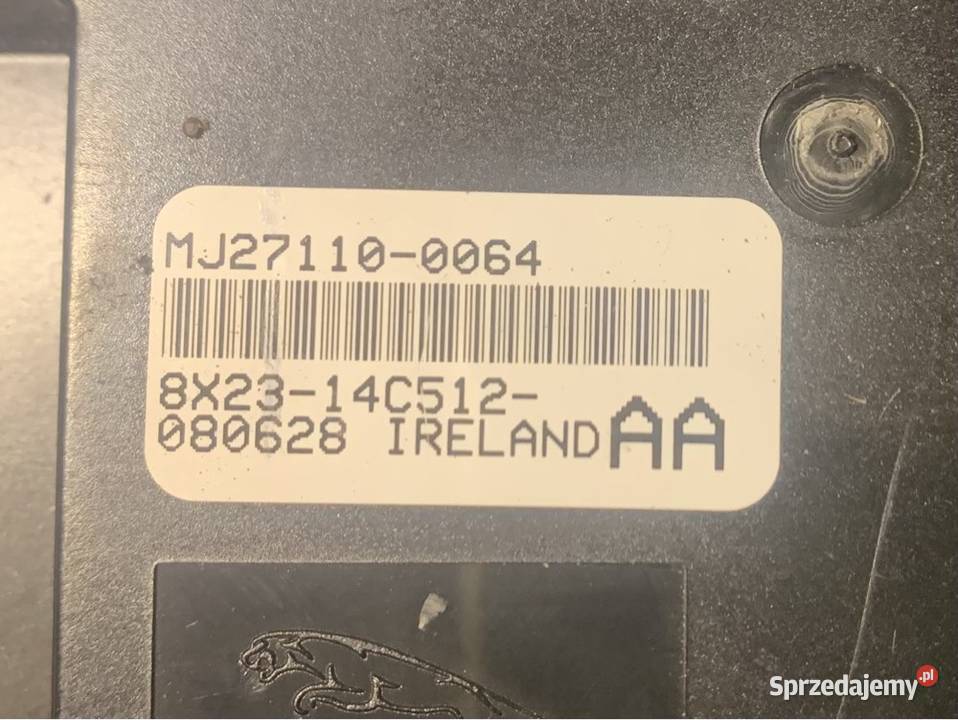 MJ27110-0064
8X23-14C512-
080628 IRELAND AA
Sprzedajemy.pl